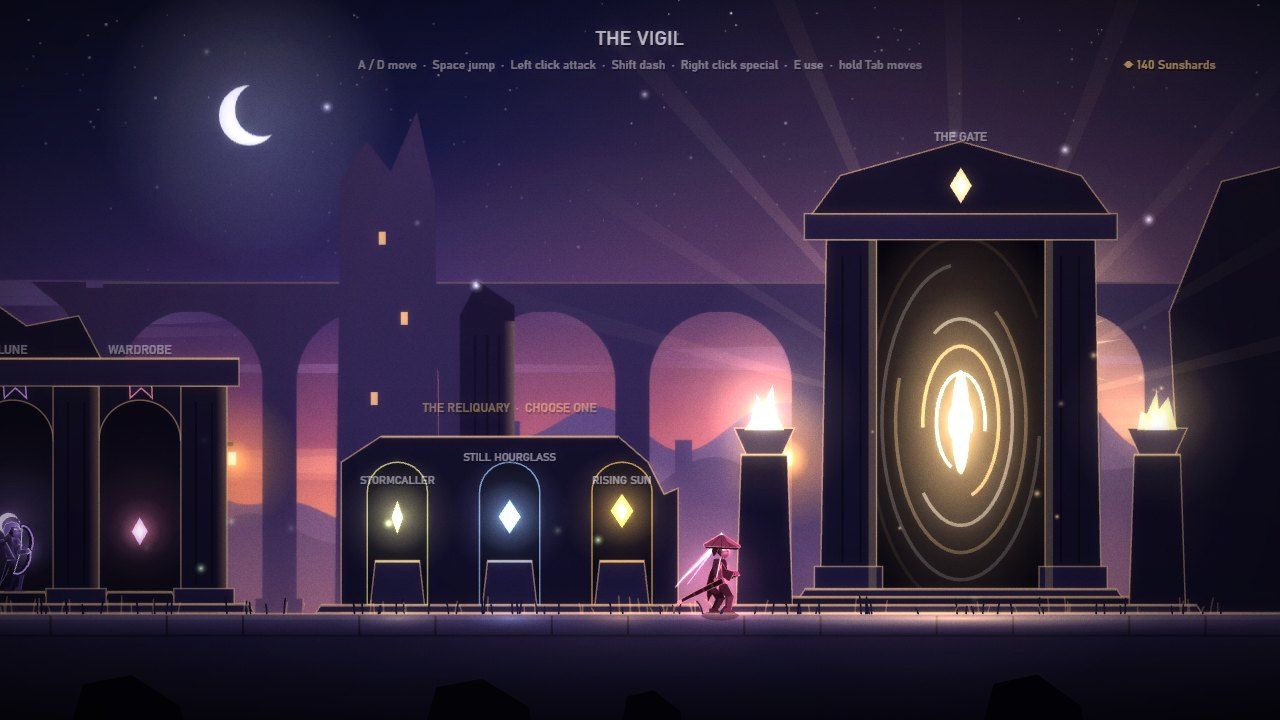 THE VIGIL
A / D move · Space jump · Left click attack · Shift dash · Right click special · E use · hold Tab moves
140 Sunshards
THE GATE
LUNE
WARDROBE
THE RELIQUARY · CHOOSE ONE
STILL HOURGLASS
STORMCALLER
RISING SUN